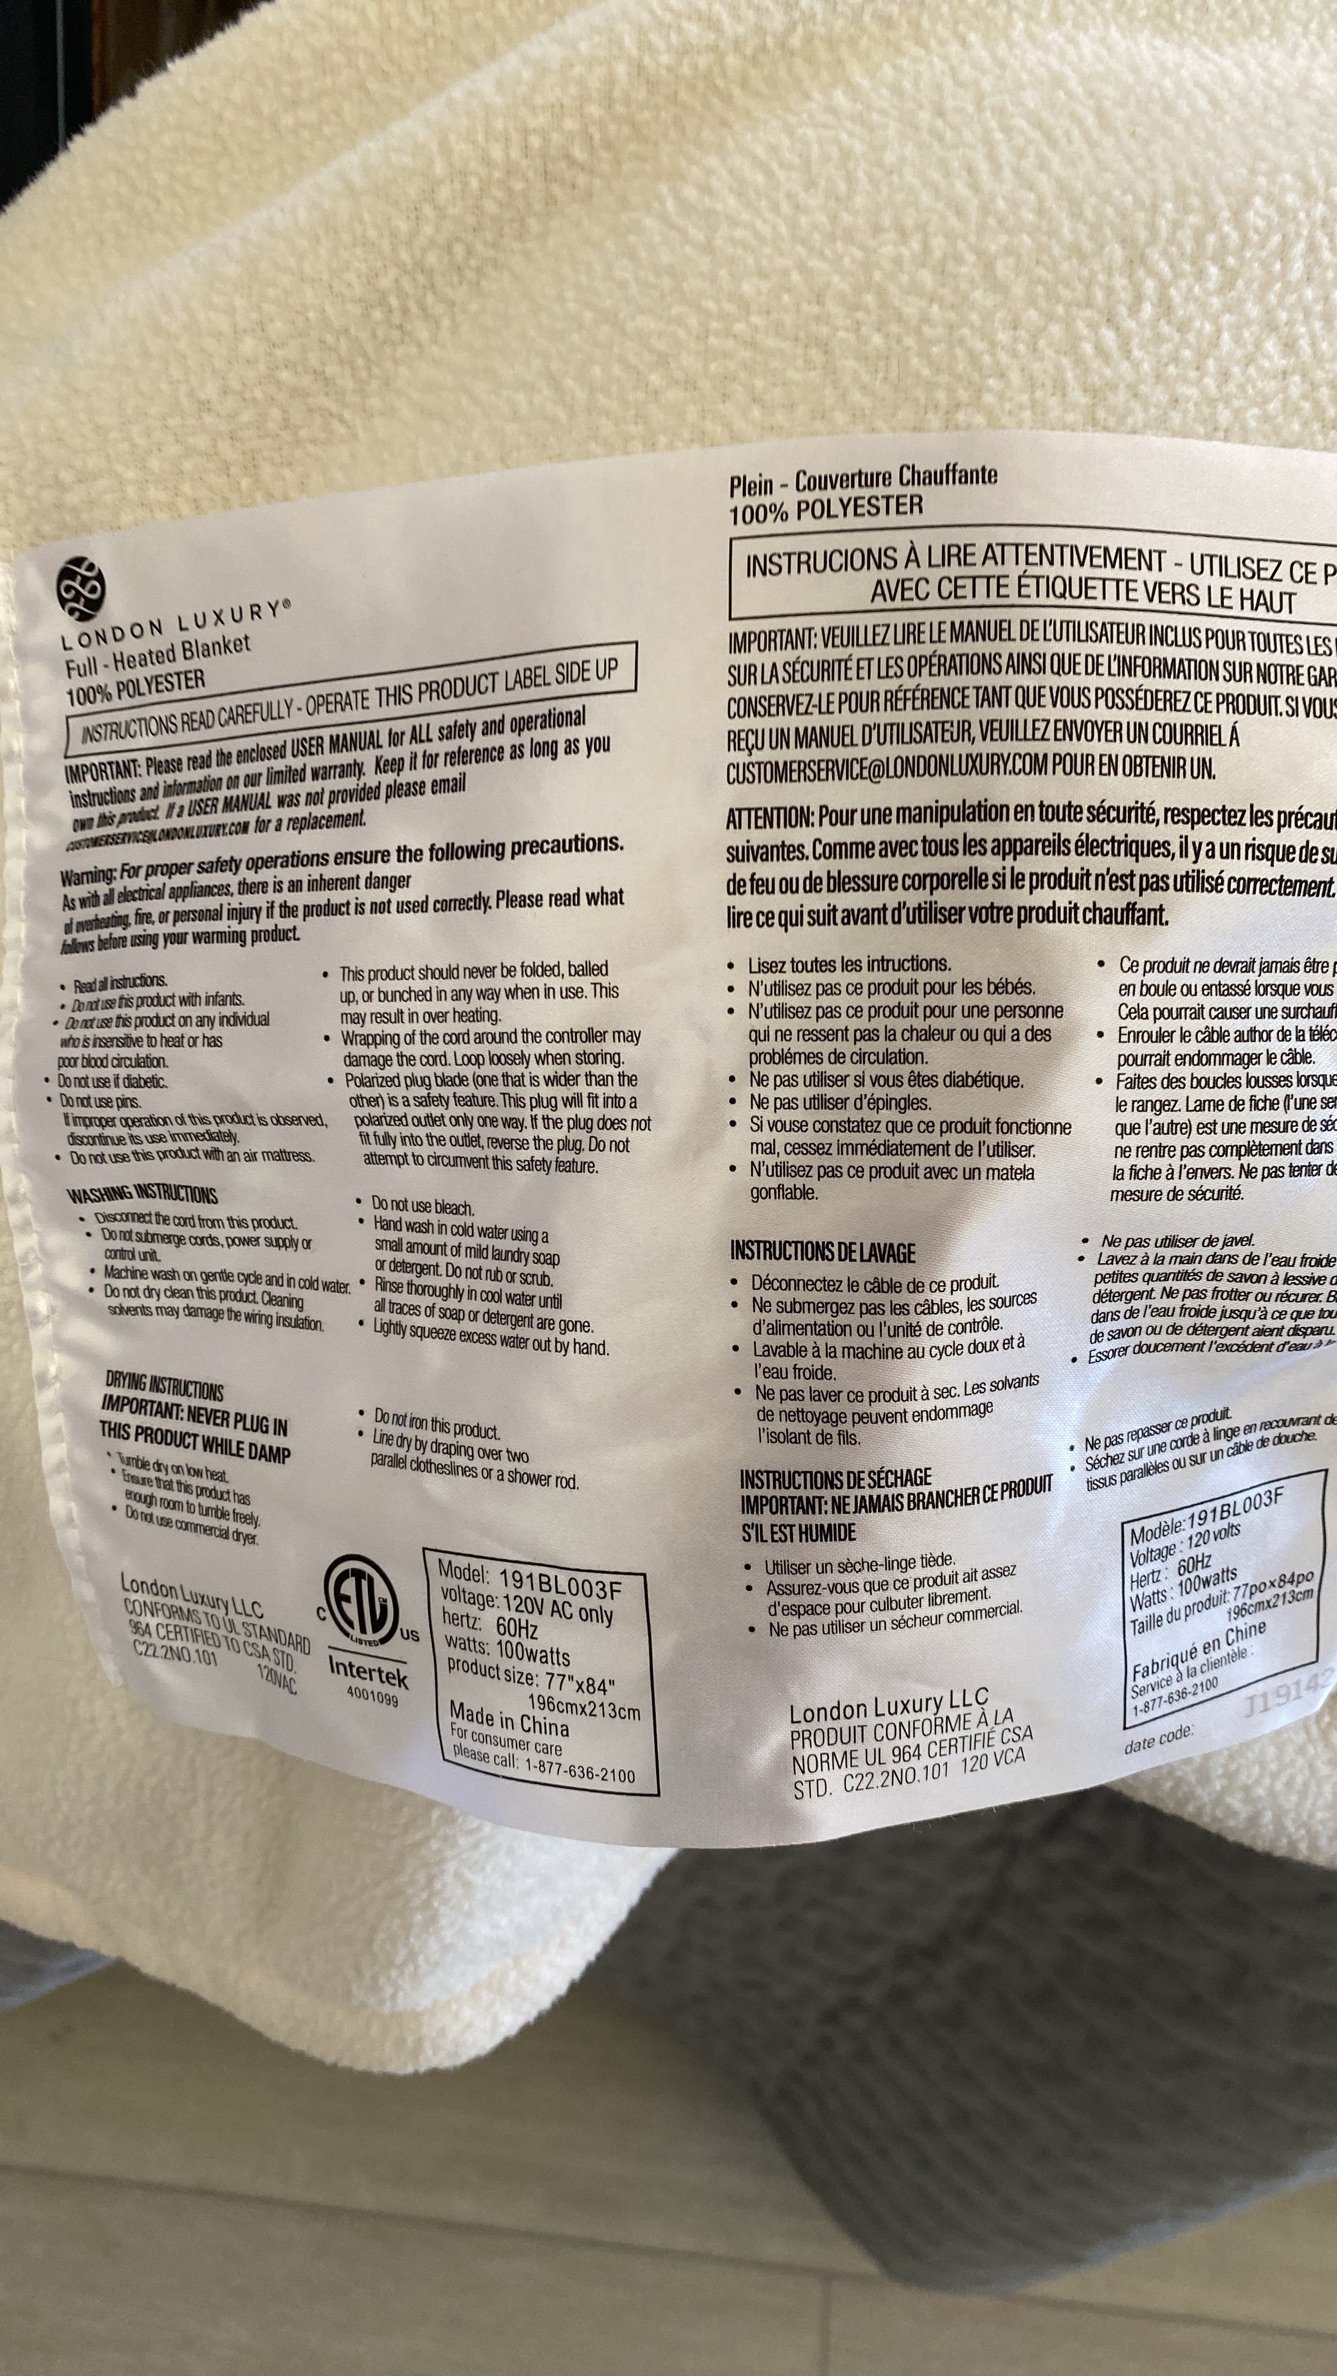 LONDON LUXURY®
Full - Heated Blanket
100% POLYESTER
INSTRUCTIONS READ CAREFULLY - OPERATE THIS PRODUCT LABEL SIDE UP
IMPORTANT: Please read the enclosed USER MANUAL for ALL safety and operational
instructions and information on our limited warranty. Keep it for reference as long as you
own this product. If a USER MANUAL was not provided please email
CUSTOMERSERVICE@LONDONLUXURY.COM for a replacement.
Warning: For proper safety operations ensure the following precautions.
As with all electrical appliances, there is an inherent danger
of overheating, fire, or personal injury if the product is not used correctly. Please read what
follows before using your warming product.
• Read all instructions.
• Do not use this product with infants.
• Do not use this product on any individual
who is insensitive to heat or has
poor blood circulation.
• Do not use if diabetic.
• Do not use pins.
If improper operation of this product is observed,
discontinue its use immediately.
• Do not use this product with an air mattress.
• This product should never be folded, balled
up, or bunched in any way when in use. This
may result in over heating.
• Wrapping of the cord around the controller may
damage the cord. Loop loosely when storing.
• Polarized plug blade (one that is wider than the
other) is a safety feature. This plug will fit into a
polarized outlet only one way. If the plug does not
fit fully into the outlet, reverse the plug. Do not
attempt to circumvent this safety feature.
WASHING INSTRUCTIONS
• Disconnect the cord from this product.
• Do not submerge cords, power supply or
control unit.
• Machine wash on gentle cycle and in cold water.
• Do not dry clean this product. Cleaning
solvents may damage the wiring insulation.
• Do not use bleach.
• Hand wash in cold water using a
small amount of mild laundry soap
or detergent. Do not rub or scrub.
• Rinse thoroughly in cool water until
all traces of soap or detergent are gone.
• Lightly squeeze excess water out by hand.
DRYING INSTRUCTIONS
IMPORTANT: NEVER PLUG IN
THIS PRODUCT WHILE DAMP
• Tumble dry on low heat.
• Ensure that this product has
enough room to tumble freely.
• Do not use commercial dryer.
• Do not iron this product.
• Line dry by draping over two
parallel clotheslines or a shower rod.
London Luxury LLC
CONFORMS TO UL STANDARD
964 CERTIFIED TO CSA STD.
C22.2NO.101
120VAC
C ETL US
LISTED
Intertek
4001099
Model: 191BL003F
voltage: 120V AC only
hertz: 60Hz
watts: 100watts
product size: 77"x84"
196cmx213cm
Made in China
For consumer care
please call: 1-877-636-2100
Plein - Couverture Chauffante
100% POLYESTER
INSTRUCIONS À LIRE ATTENTIVEMENT - UTILISEZ CE P
AVEC CETTE ÉTIQUETTE VERS LE HAUT
IMPORTANT: VEUILLEZ LIRE LE MANUEL DE L'UTILISATEUR INCLUS POUR TOUTES LES
SUR LA SÉCURITÉ ET LES OPÉRATIONS AINSI QUE DE L'INFORMATION SUR NOTRE GAR
CONSERVEZ-LE POUR RÉFÉRENCE TANT QUE VOUS POSSÉDEREZ CE PRODUIT. SI VOUS
REÇU UN MANUEL D'UTILISATEUR, VEUILLEZ ENVOYER UN COURRIEL Á
CUSTOMERSERVICE@LONDONLUXURY.COM POUR EN OBTENIR UN.
ATTENTION: Pour une manipulation en toute sécurité, respectez les précaut
suivantes. Comme avec tous les appareils électriques, il y a un risque de su
de feu ou de blessure corporelle si le produit n'est pas utilisé correctement.
lire ce qui suit avant d'utiliser votre produit chauffant.
• Lisez toutes les intructions.
• N'utilisez pas ce produit pour les bébés.
• N'utilisez pas ce produit pour une personne
qui ne ressent pas la chaleur ou qui a des
problémes de circulation.
• Ne pas utiliser si vous êtes diabétique.
• Ne pas utiliser d'épingles.
• Si vouse constatez que ce produit fonctionne
mal, cessez immédiatement de l'utiliser.
• N'utilisez pas ce produit avec un matela
gonflable.
• Ce produit ne devrait jamais être p
en boule ou entassé lorsque vous
Cela pourrait causer une surchauf
• Enrouler le câble author de la téléc
pourrait endommager le câble.
• Faites des boucles lousses lorsque
le rangez. Lame de fiche (l'une ser
que l'autre) est une mesure de séc
ne rentre pas complètement dans
la fiche à l'envers. Ne pas tenter de
mesure de sécurité.
INSTRUCTIONS DE LAVAGE
• Déconnectez le câble de ce produit.
• Ne submergez pas les câbles, les sources
d'alimentation ou l'unité de contrôle.
• Lavable à la machine au cycle doux et à
l'eau froide.
• Ne pas laver ce produit à sec. Les solvants
de nettoyage peuvent endommage
l'isolant de fils.
• Ne pas utiliser de javel.
• Lavez à la main dans de l'eau froide
petites quantités de savon à lessive d
détergent. Ne pas frotter ou récurer. B
dans de l'eau froide jusqu'à ce que tou
de savon ou de détergent aient disparu.
• Essorer doucement l'excédent d'eau à
INSTRUCTIONS DE SÉCHAGE
IMPORTANT: NE JAMAIS BRANCHER CE PRODUIT
S'IL EST HUMIDE
• Utiliser un sèche-linge tiède.
• Assurez-vous que ce produit ait assez
d'espace pour culbuter librement.
• Ne pas utiliser un sécheur commercial.
• Ne pas repasser ce produit.
• Séchez sur une corde à linge en recouvrant de
tissus parallèles ou sur un câble de douche.
London Luxury LLC
PRODUIT CONFORME À LA
NORME UL 964 CERTIFIÉ CSA
STD. C22.2NO.101 120 VCA
Modèle: 191BL003F
Voltage : 120 volts
Hertz : 60Hz
Watts : 100watts
Taille du produit: 77pox84po
196cmx213cm
Fabriqué en Chine
Service à la clientèle :
1-877-636-2100
date code: J19142